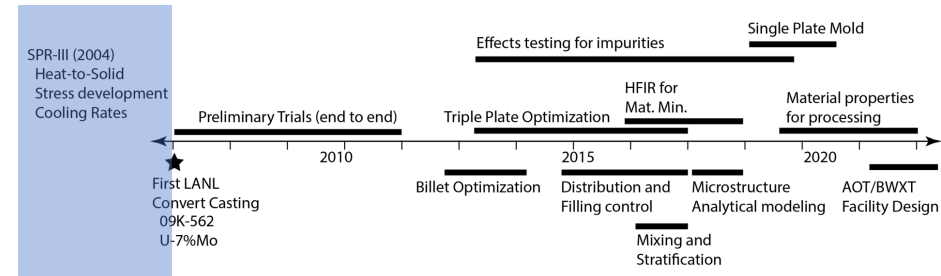 SPR-III (2004)
Heat-to-Solid
Stress development
Cooling Rates
Single Plate Mold
Effects testing for impurities
HFIR for
Mat. Min.
Preliminary Trials (end to end)
Triple Plate Optimization
Material properties
for processing
2010
2015
2020
First LANL
Convert Casting
09K-562
U-7%Mo
Billet Optimization
Distribution and
Filling control
Microstructure
Analytical modeling
AOT/BWXT
Facility Design
Mixing and
Stratification